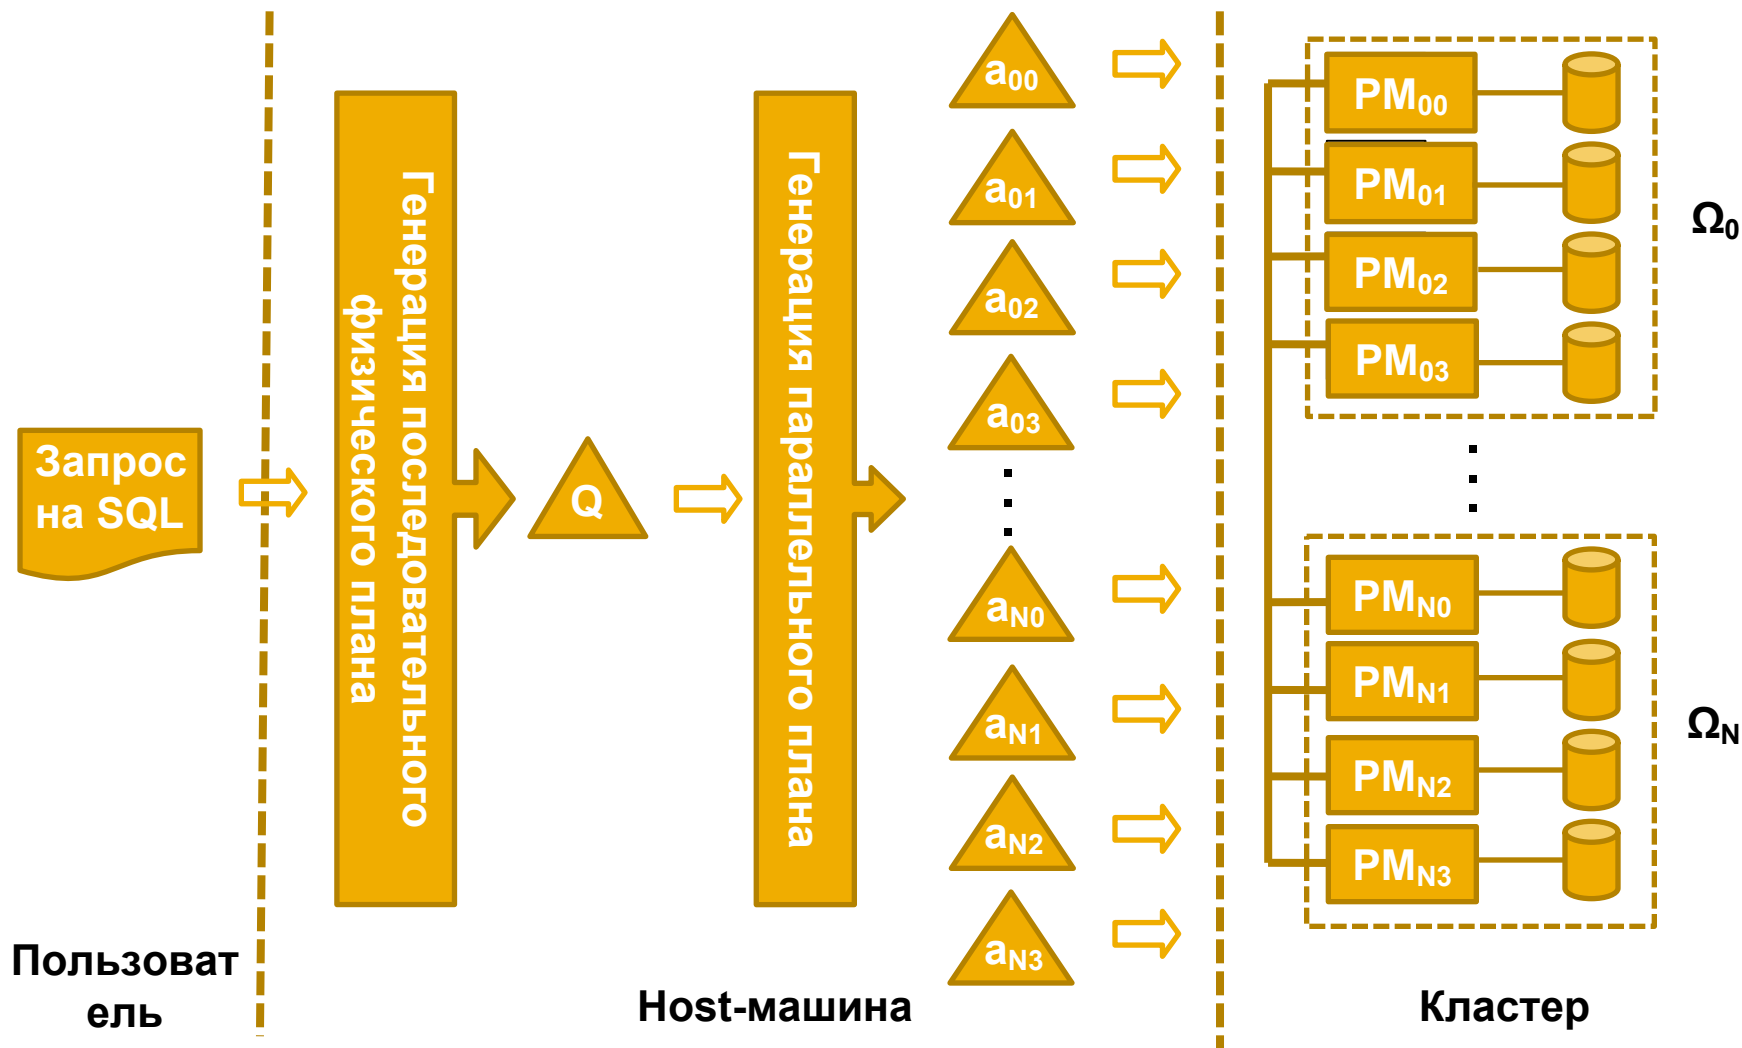 Запрос
на SQL
Пользоват
ель
Генерация последовательного
физического плана
Q
Генерация параллельного плана
a00
a01
a02
a03
aN0
aN1
aN2
aN3
Host-машина
PM00
PM01
PM02
PM03
Ω0
PMN0
PMN1
PMN2
PMN3
ΩN
Кластер